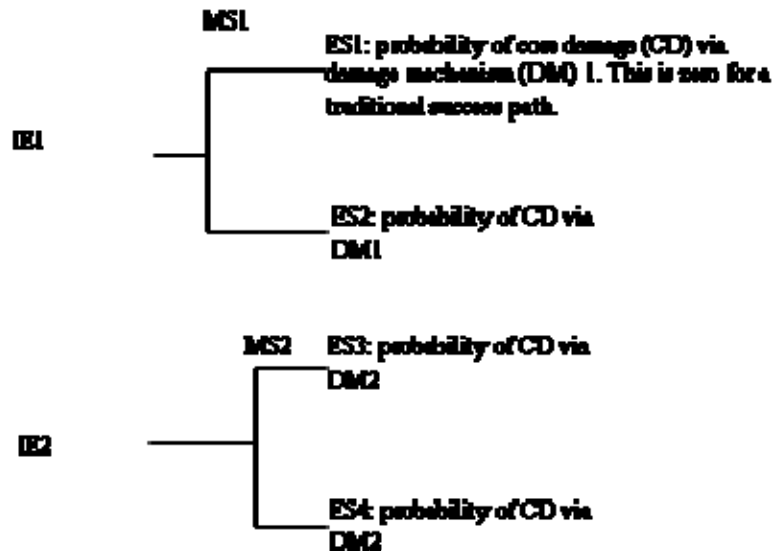 MS1
ES1: probability of core damage (CD) via
damage mechanism (DM) 1. This is zero for a
traditional success path.
IE1
ES2: probability of CD via
DM1
MS2
ES3: probability of CD via
DM2
IE2
ES4: probability of CD via
DM2